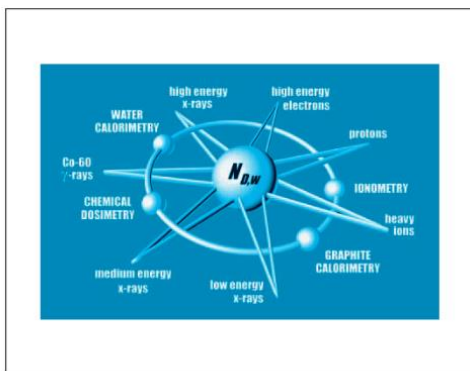 high energy
x-rays
high energy
electrons
WATER
CALORIMETRY
protons
Co-60
γ-rays
N D,w
IONOMETRY
CHEMICAL
DOSIMETRY
heavy
ions
GRAPHITE
CALORIMETRY
medium energy
x-rays
low energy
x-rays